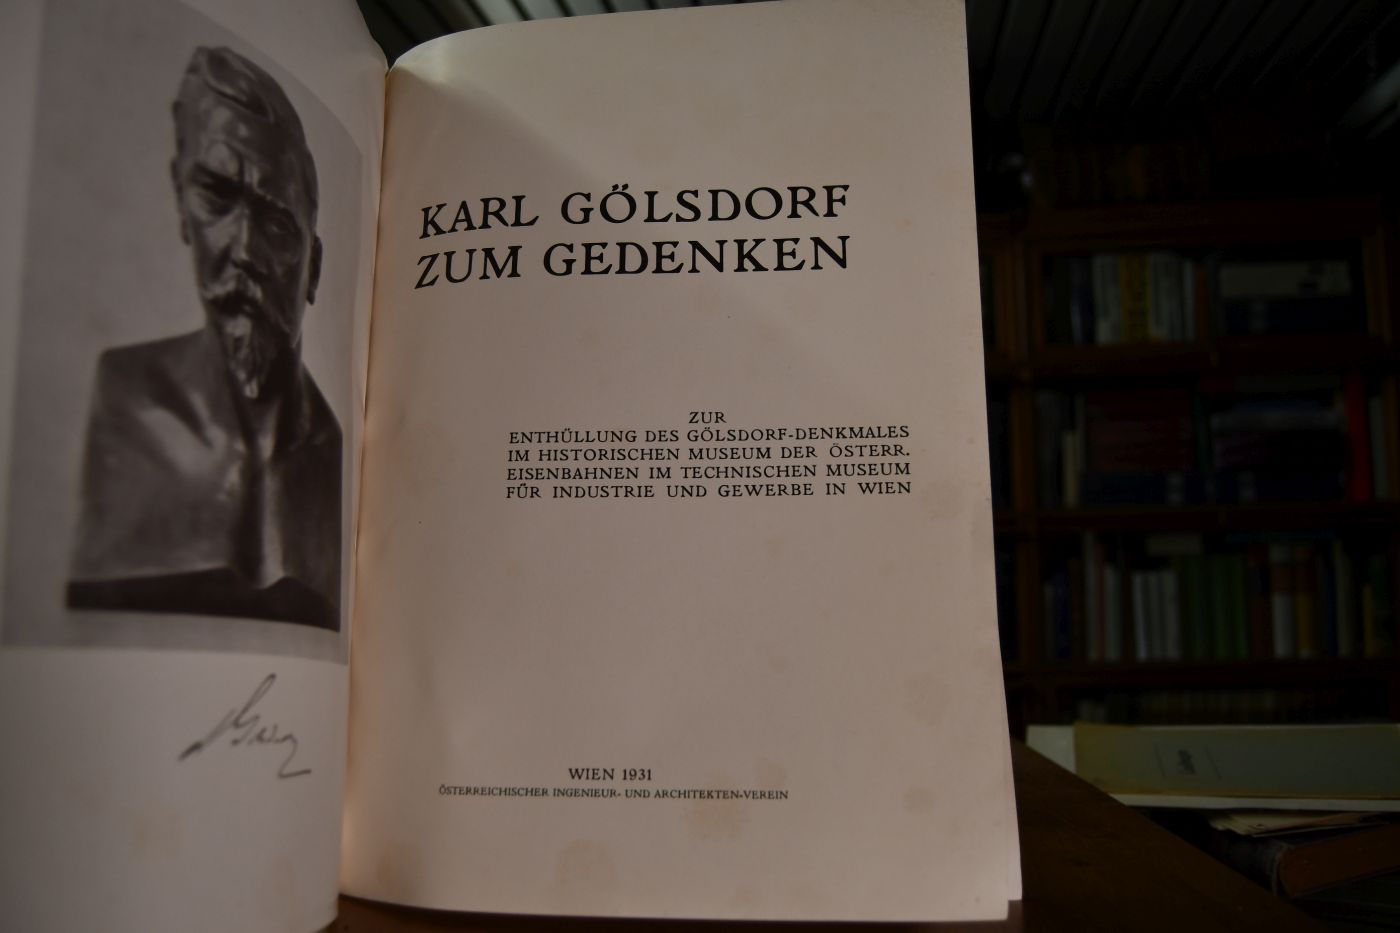 KARL GÖLSDORF
ZUM GEDENKEN
ZUR
ENTHÜLLUNG DES GÖLSDORF-DENKMALES
IM HISTORISCHEN MUSEUM DER ÖSTERR.
EISENBAHNEN IM TECHNISCHEN MUSEUM
FÜR INDUSTRIE UND GEWERBE IN WIEN
WIEN 1931
ÖSTERREICHISCHER INGENIEUR- UND ARCHITEKTEN-VEREIN